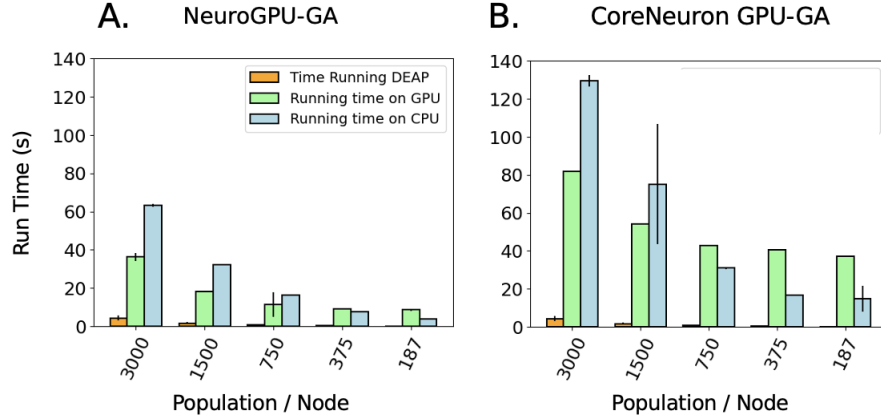 A.
NeuroGPU-GA
B.
CoreNeuron GPU-GA
Run Time (s)
140
120
100
80
60
40
20
0
Time Running DEAP
Running time on GPU
Running time on CPU
3000
1500
750
375
187
Population / Node
140
120
100
80
60
40
20
0
3000
1500
750
375
187
Population / Node